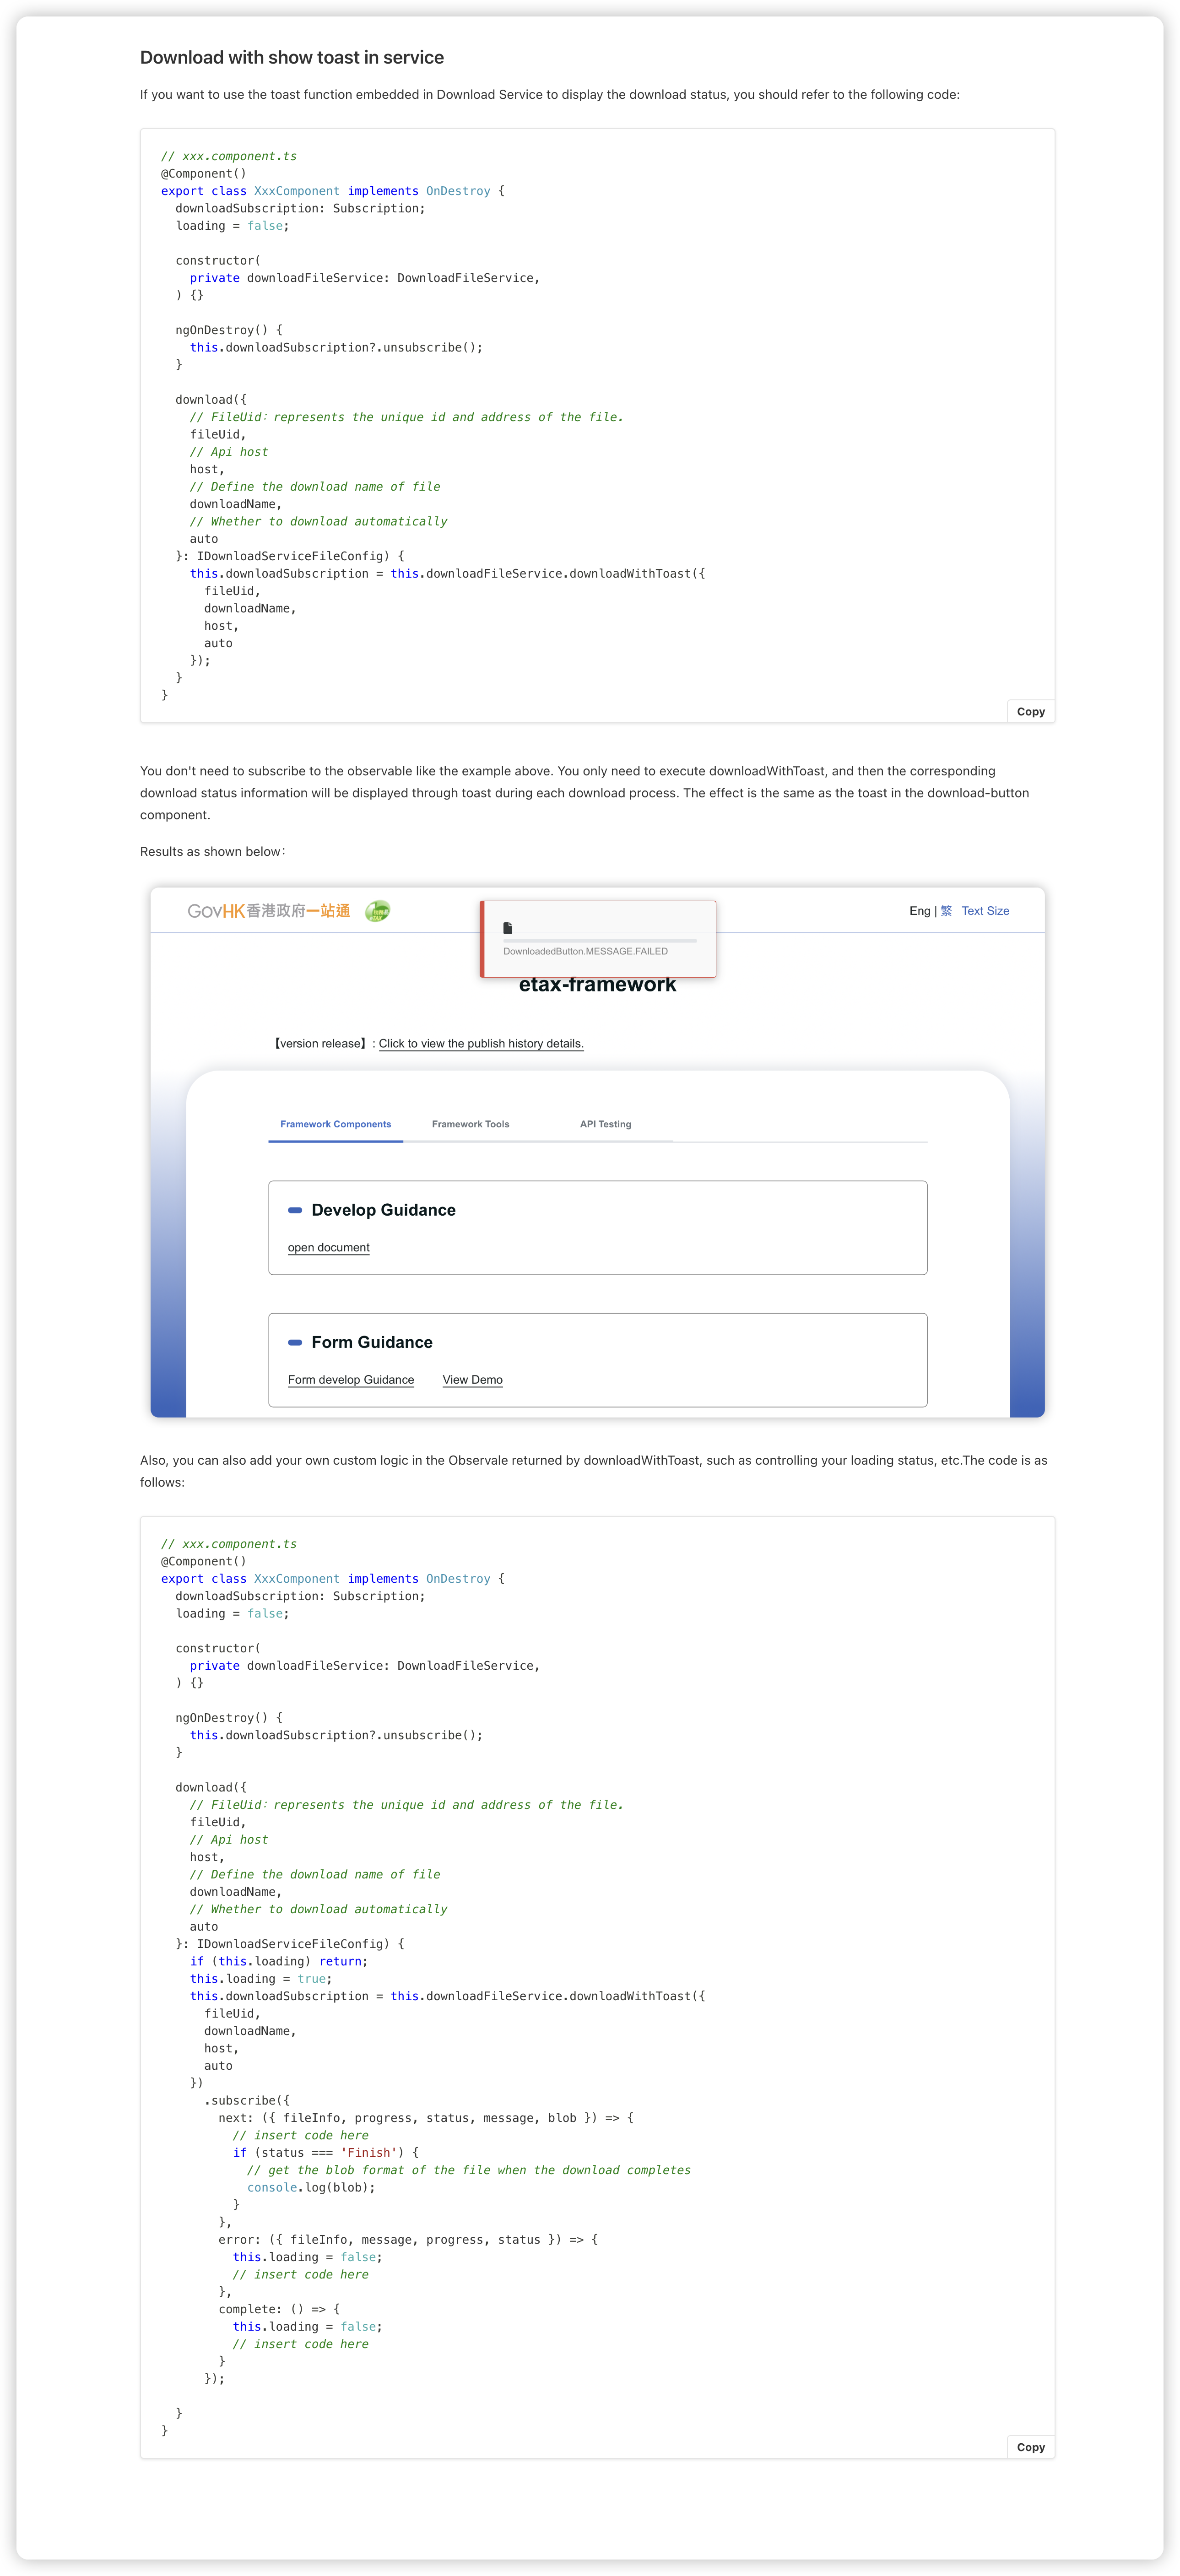 Download with show toast in service
If you want to use the toast function embedded in Download Service to display the download status, you should refer to the following code:
// xxx.component.ts
@Component()
export class XxxComponent implements OnDestroy {
  downloadSubscription: Subscription;
  loading = false;
  constructor(
    private downloadFileService: DownloadFileService,
  ) {}
  ngOnDestroy() {
    this.downloadSubscription?.unsubscribe();
  }
  download({
    // FileUid: represents the unique id and address of the file.
    fileUid,
    // Api host
    host,
    // Define the download name of file
    downloadName,
    // Whether to download automatically
    auto
  }: IDownloadServiceFileConfig) {
    this.downloadSubscription = this.downloadFileService.downloadWithToast({
      fileUid,
      downloadName,
      host,
      auto
    });
  }
}
Copy
You don't need to subscribe to the observable like the example above. You only need to execute downloadWithToast, and then the corresponding
download status information will be displayed through toast during each download process. The effect is the same as the toast in the download-button
component.
Results as shown below：
GovHK香港政府一站通
Eng | 繁 Text Size
DownloadedButton.MESSAGE.FAILED
etax-framework
【version release】: Click to view the publish history details.
Framework Components Framework Tools API Testing
Develop Guidance
open document
Form Guidance
Form develop Guidance View Demo
Also, you can also add your own custom logic in the Observale returned by downloadWithToast, such as controlling your loading status, etc.The code is as
follows:
// xxx.component.ts
@Component()
export class XxxComponent implements OnDestroy {
  downloadSubscription: Subscription;
  loading = false;
  constructor(
    private downloadFileService: DownloadFileService,
  ) {}
  ngOnDestroy() {
    this.downloadSubscription?.unsubscribe();
  }
  download({
    // FileUid: represents the unique id and address of the file.
    fileUid,
    // Api host
    host,
    // Define the download name of file
    downloadName,
    // Whether to download automatically
    auto
  }: IDownloadServiceFileConfig) {
    if (this.loading) return;
    this.loading = true;
    this.downloadSubscription = this.downloadFileService.downloadWithToast({
      fileUid,
      downloadName,
      host,
      auto
    })
      .subscribe({
        next: ({ fileInfo, progress, status, message, blob }) => {
          // insert code here
          if (status === 'Finish') {
            // get the blob format of the file when the download completes
            console.log(blob);
          }
        },
        error: ({ fileInfo, message, progress, status }) => {
          this.loading = false;
          // insert code here
        },
        complete: () => {
          this.loading = false;
          // insert code here
        }
      });
  }
}
Copy